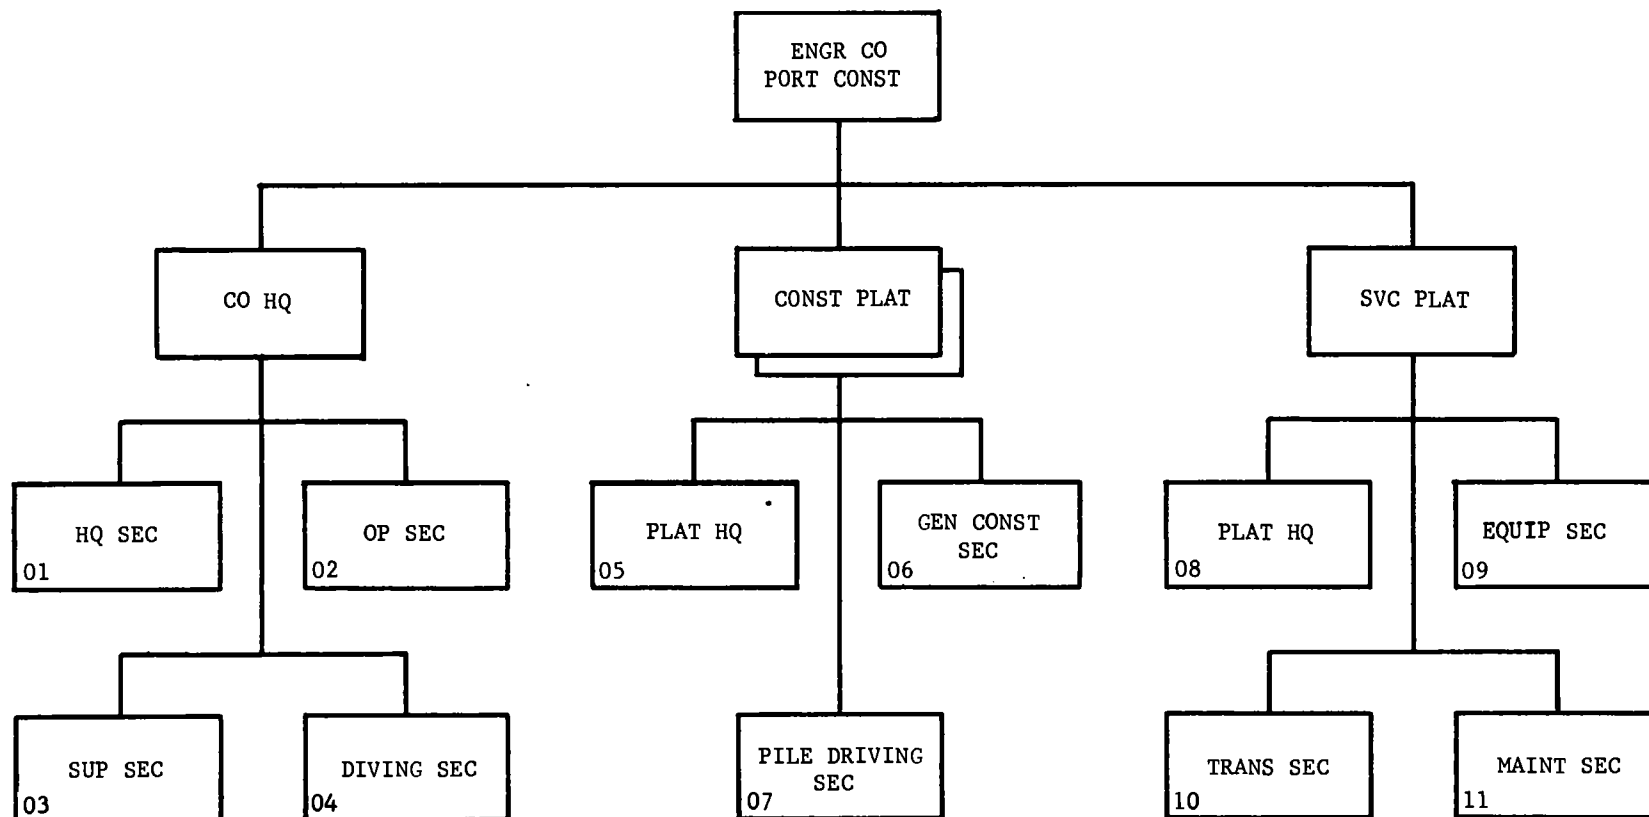 ENGR CO
PORT CONST
CO HQ
CONST PLAT
SVC PLAT
HQ SEC
01
OP SEC
02
PLAT HQ
05
GEN CONST
SEC
06
PLAT HQ
08
EQUIP SEC
09
SUP SEC
03
DIVING SEC
04
PILE DRIVING
SEC
07
TRANS SEC
10
MAINT SEC
11